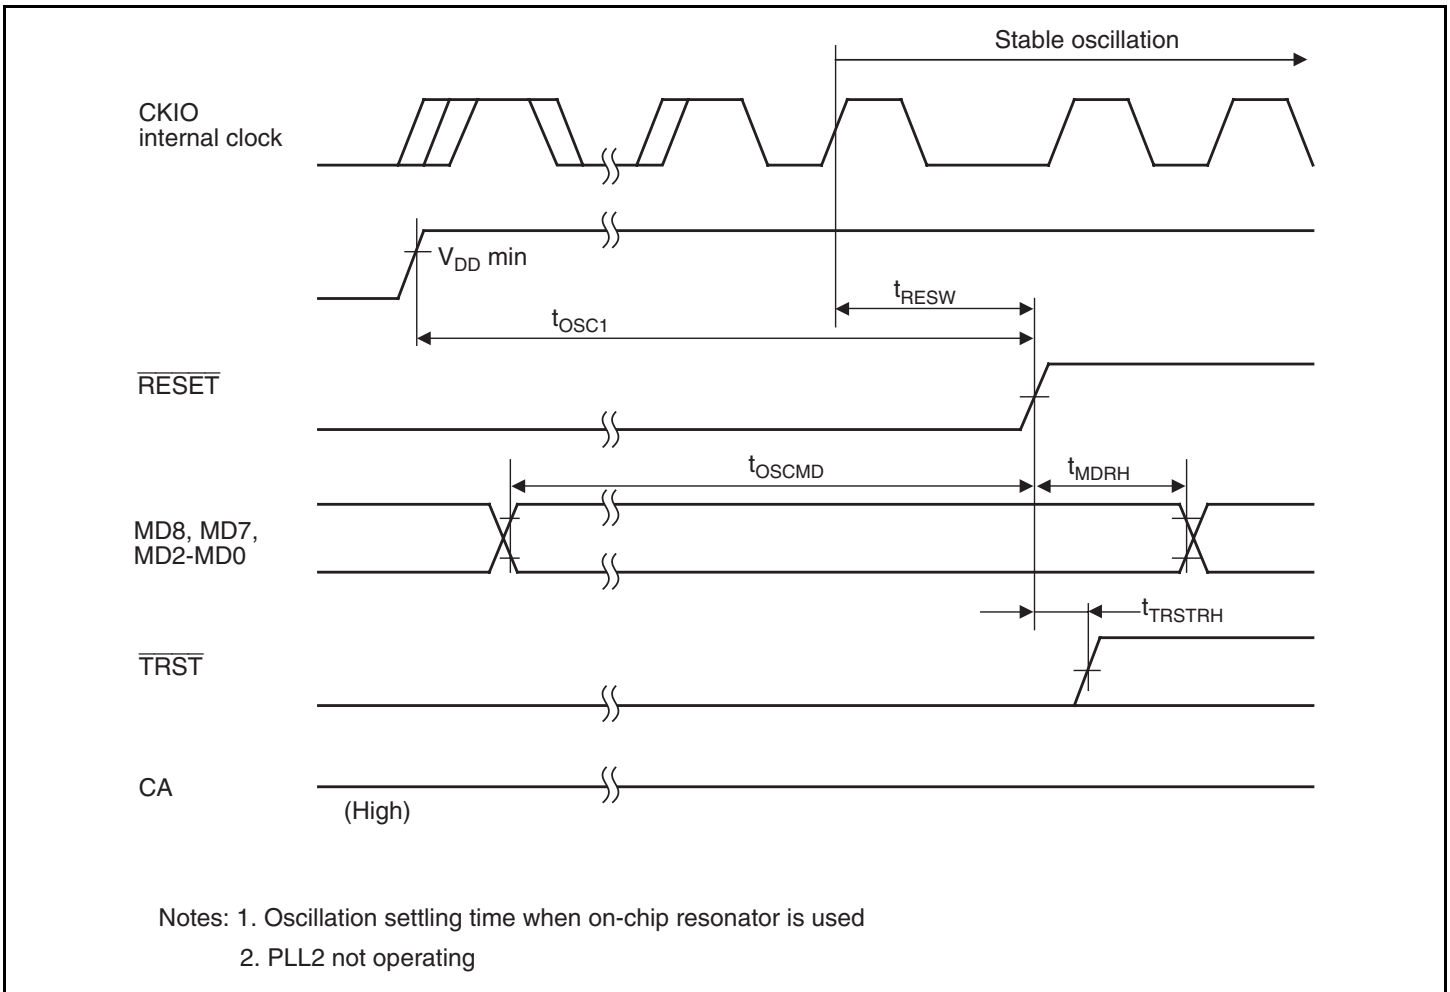 Stable oscillation
CKIO
internal clock
VDD min
tRESW
tOSC1
RESET
tOSCMD
tMDRH
MD8, MD7,
MD2-MD0
tTRSTRH
TRST
CA
(High)
Notes: 1. Oscillation settling time when on-chip resonator is used
2. PLL2 not operating